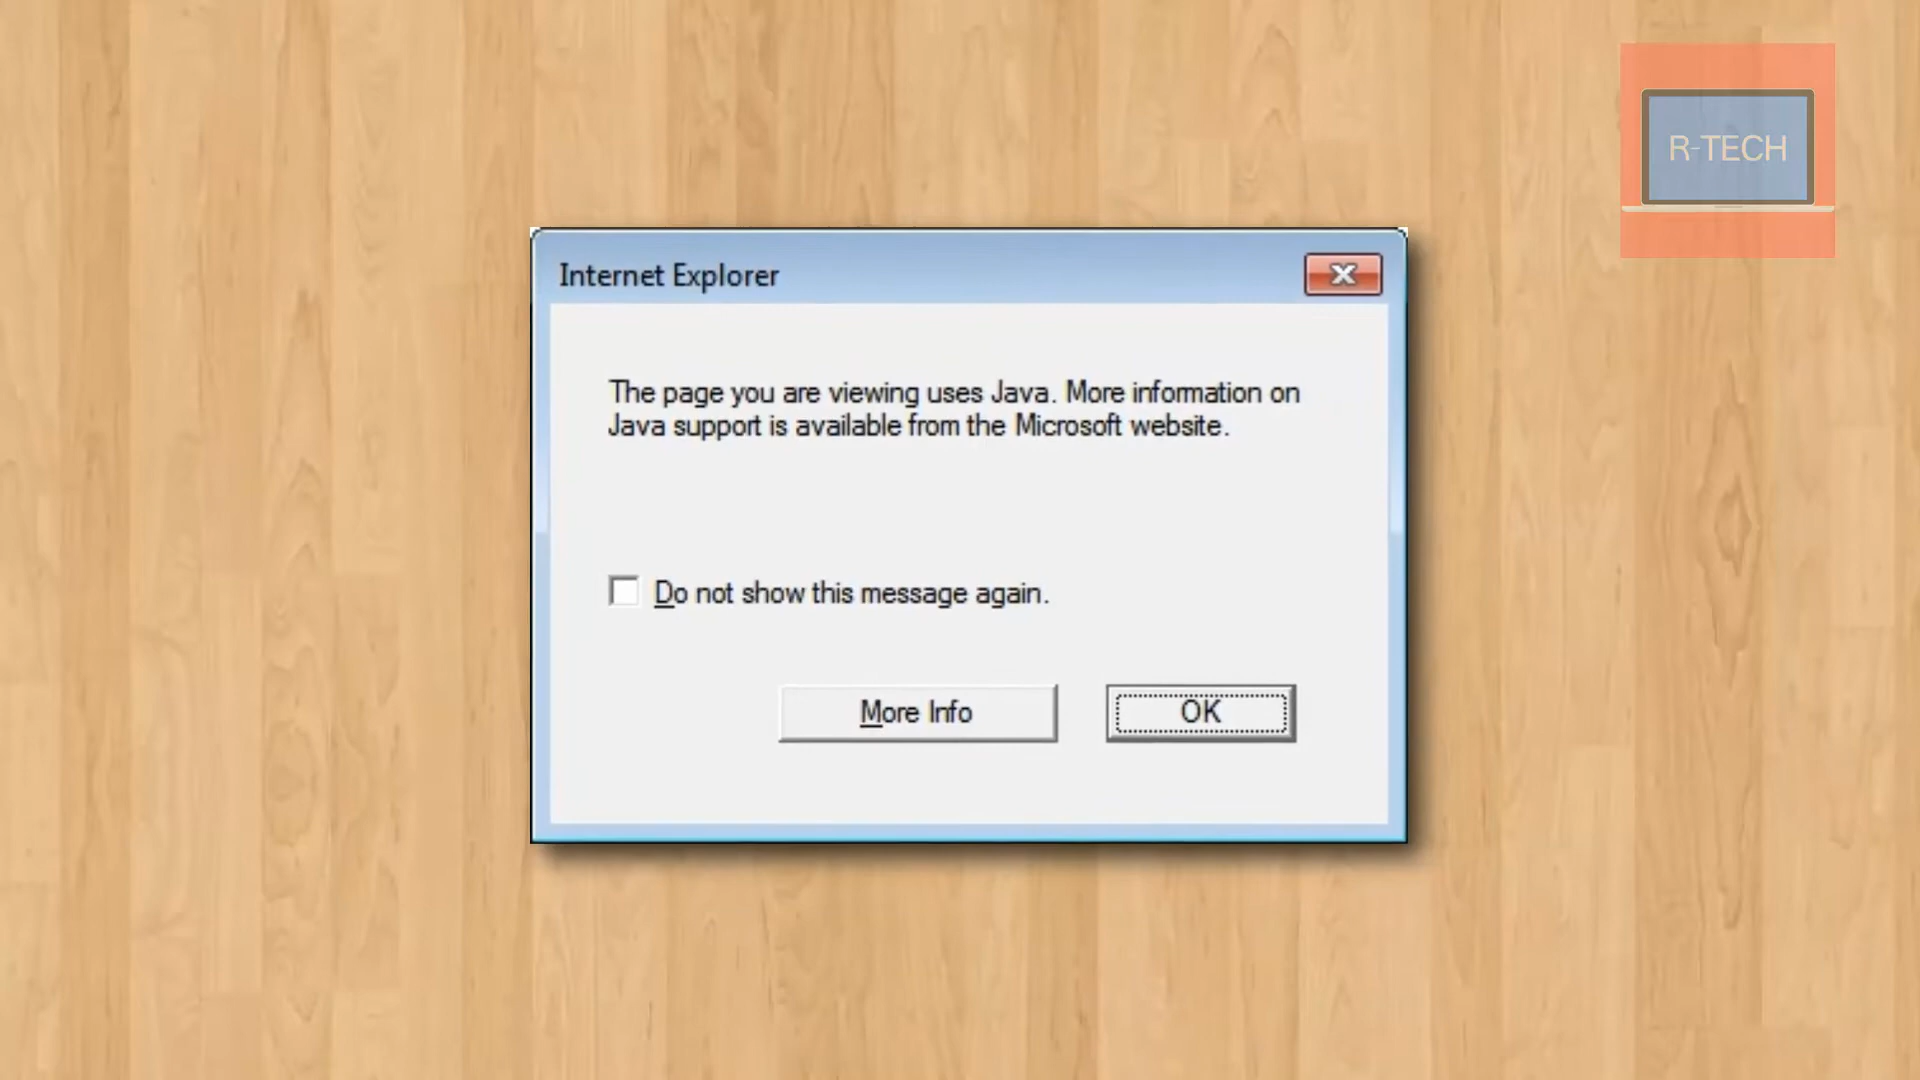 R-TECH
Internet Explorer
The page you are viewing uses Java. More information on
Java support is available from the Microsoft website.
Do not show this message again.
More Info
OK